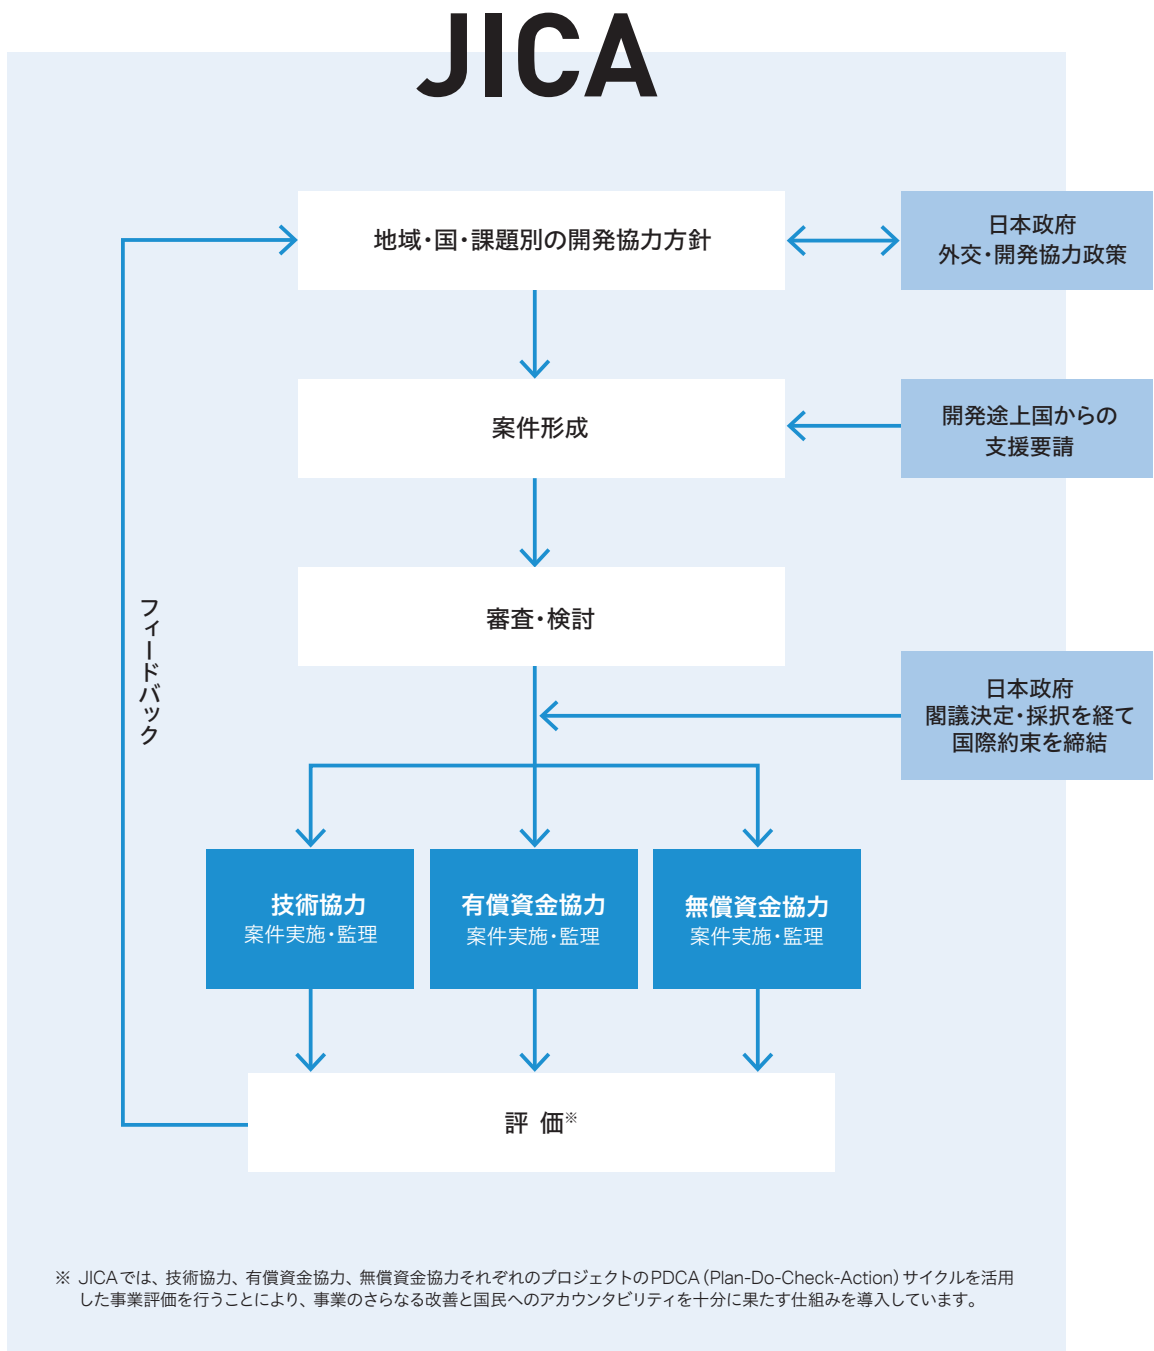 JICA
地域・国・課題別の開発協力方針
日本政府
外交・開発協力政策
案件形成
開発途上国からの
支援要請
審査・検討
フィードバック
日本政府
閣議決定・採択を経て
国際約束を締結
技術協力
案件実施・監理
有償資金協力
案件実施・監理
無償資金協力
案件実施・監理
評 価※
※ JICAでは、技術協力、有償資金協力、無償資金協力それぞれのプロジェクトのPDCA（Plan-Do-Check-Action）サイクルを活用
した事業評価を行うことにより、事業のさらなる改善と国民へのアカウンタビリティを十分に果たす仕組みを導入しています。